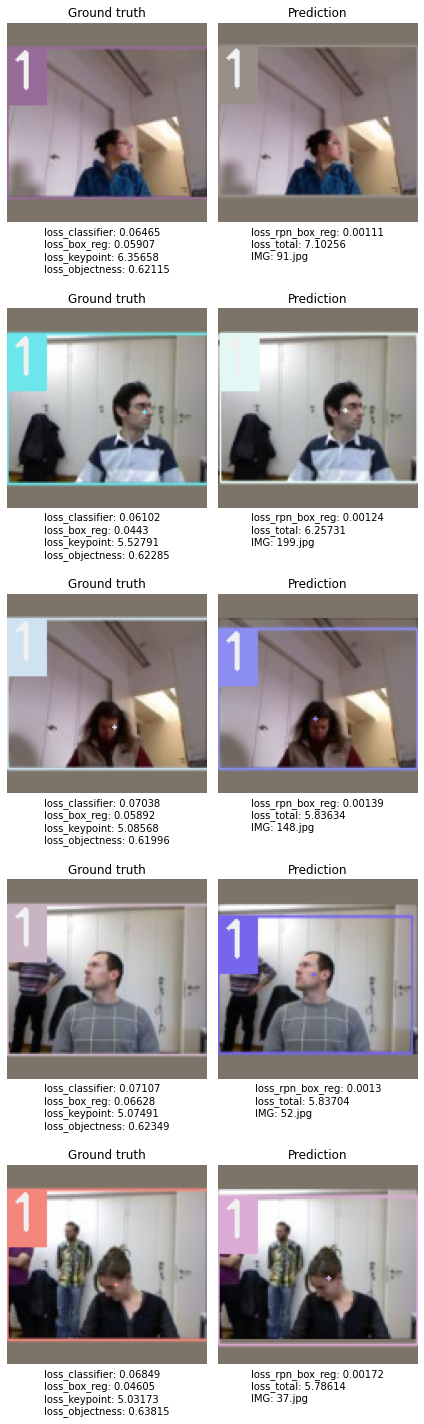 Ground truth
Prediction
1
1
loss_classifier: 0.06465
loss_box_reg: 0.05907
loss_keypoint: 6.35658
loss_objectness: 0.62115
loss_rpn_box_reg: 0.00111
loss_total: 7.10256
IMG: 91.jpg
Ground truth
Prediction
1
1
loss_classifier: 0.06102
loss_box_reg: 0.0443
loss_keypoint: 5.52791
loss_objectness: 0.62285
loss_rpn_box_reg: 0.00124
loss_total: 6.25731
IMG: 199.jpg
Ground truth
Prediction
1
1
loss_classifier: 0.07038
loss_box_reg: 0.05892
loss_keypoint: 5.08568
loss_objectness: 0.61996
loss_rpn_box_reg: 0.00139
loss_total: 5.83634
IMG: 148.jpg
Ground truth
Prediction
1
1
loss_classifier: 0.07107
loss_box_reg: 0.06628
loss_keypoint: 5.07491
loss_objectness: 0.62349
loss_rpn_box_reg: 0.0013
loss_total: 5.83704
IMG: 52.jpg
Ground truth
Prediction
1
1
loss_classifier: 0.06849
loss_box_reg: 0.04605
loss_keypoint: 5.03173
loss_objectness: 0.63815
loss_rpn_box_reg: 0.00172
loss_total: 5.78614
IMG: 37.jpg